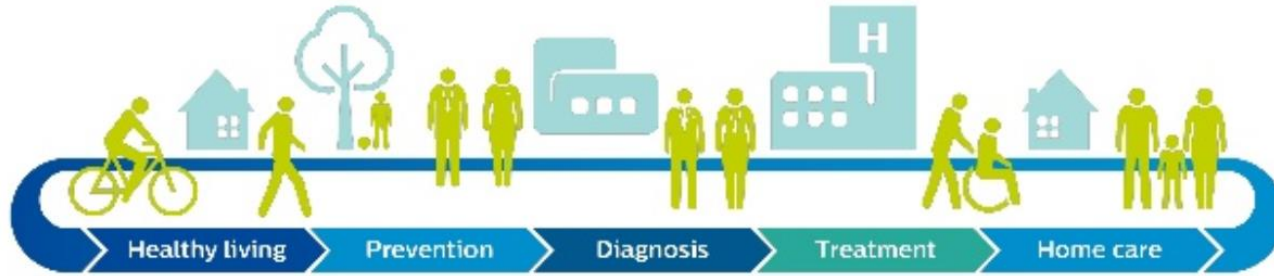 H
Healthy living
Prevention
Diagnosis
Treatment
Home care